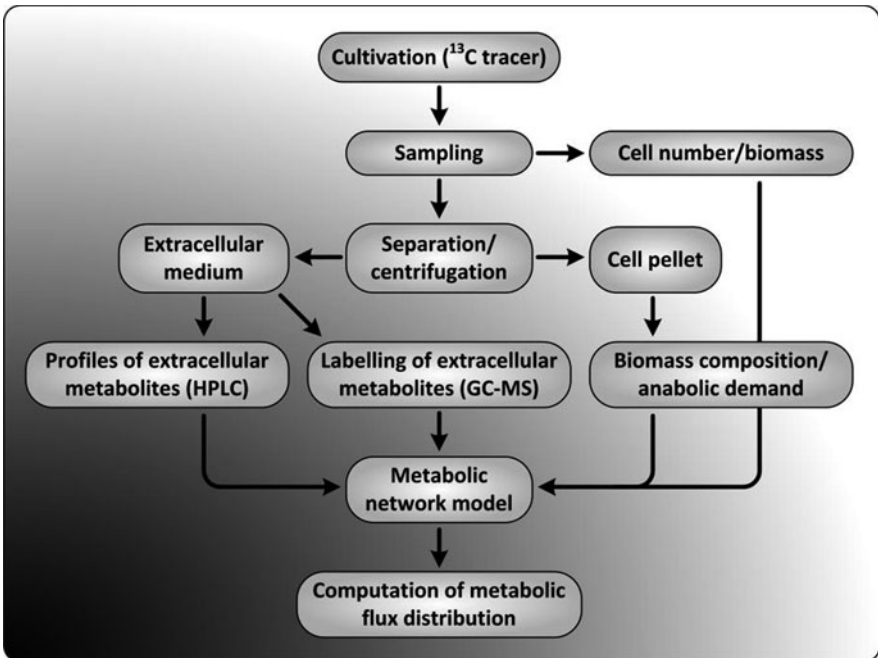 Cultivation (¹³C tracer)
Sampling
Cell number/biomass
Extracellular
medium
Separation/
centrifugation
Cell pellet
Profiles of extracellular
metabolites (HPLC)
Labelling of extracellular
metabolites (GC-MS)
Biomass composition/
anabolic demand
Metabolic
network model
Computation of metabolic
flux distribution